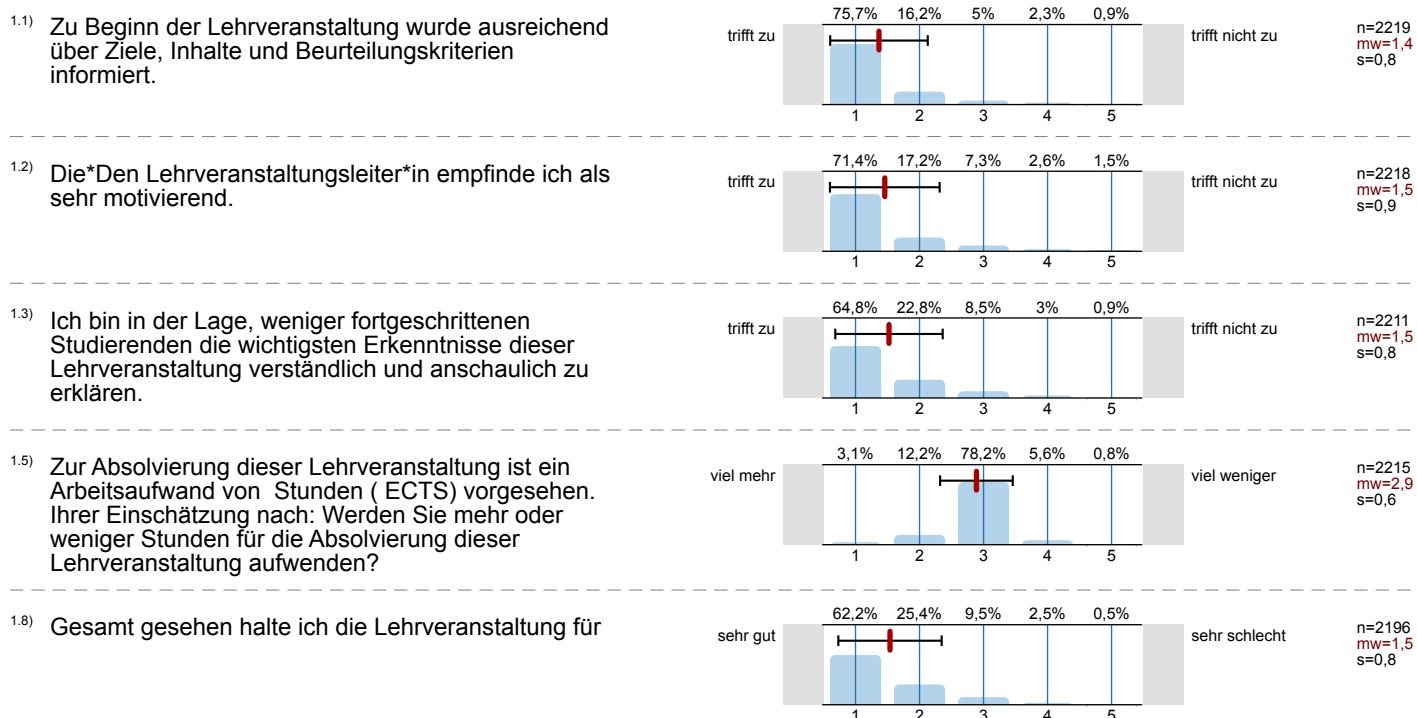 1.1) Zu Beginn der Lehrveranstaltung wurde ausreichend
über Ziele, Inhalte und Beurteilungskriterien
informiert.
trifft zu
75,7% 16,2% 5% 2,3% 0,9%
1 2 3 4 5
trifft nicht zu
n=2219
mw=1,4
s=0,8
1.2) Die*Den Lehrveranstaltungsleiter*in empfinde ich als
sehr motivierend.
trifft zu
71,4% 17,2% 7,3% 2,6% 1,5%
1 2 3 4 5
trifft nicht zu
n=2218
mw=1,5
s=0,9
1.3) Ich bin in der Lage, weniger fortgeschrittenen
Studierenden die wichtigsten Erkenntnisse dieser
Lehrveranstaltung verständlich und anschaulich zu
erklären.
trifft zu
64,8% 22,8% 8,5% 3% 0,9%
1 2 3 4 5
trifft nicht zu
n=2211
mw=1,5
s=0,8
1.5) Zur Absolvierung dieser Lehrveranstaltung ist ein
Arbeitsaufwand von Stunden ( ECTS) vorgesehen.
Ihrer Einschätzung nach: Werden Sie mehr oder
weniger Stunden für die Absolvierung dieser
Lehrveranstaltung aufwenden?
viel mehr
3,1% 12,2% 78,2% 5,6% 0,8%
1 2 3 4 5
viel weniger
n=2215
mw=2,9
s=0,6
1.8) Gesamt gesehen halte ich die Lehrveranstaltung für
sehr gut
62,2% 25,4% 9,5% 2,5% 0,5%
1 2 3 4 5
sehr schlecht
n=2196
mw=1,5
s=0,8